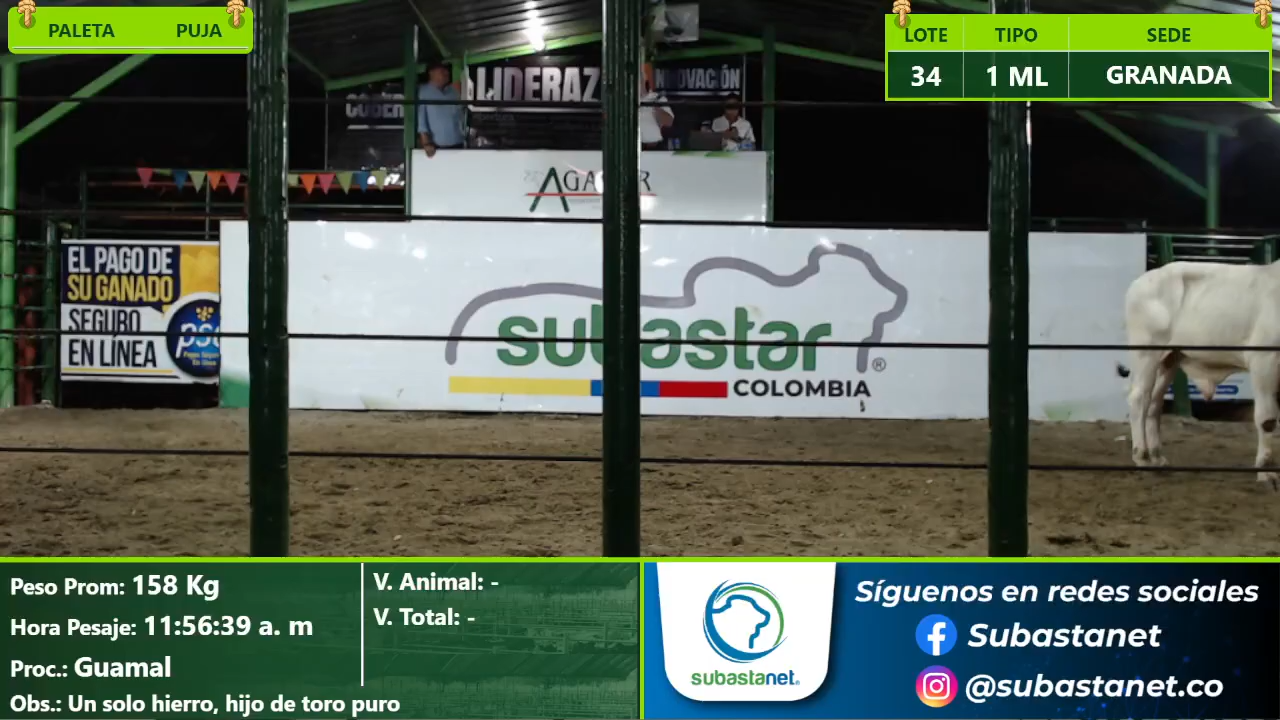 PALETA PUJA
LOTE TIPO SEDE
34 1 ML GRANADA
LIDERAZ
NOVACIÓN
EL PAGO DE
SU GANADO
SEGURO
EN LÍNEA
subastar
COLOMBIA
®
Peso Prom: 158 Kg
Hora Pesaje: 11:56:39 a. m
Proc.: Guamal
Obs.: Un solo hierro, hijo de toro puro
V. Animal: -
V. Total: -
subastanet®
Síguenos en redes sociales
Subastanet
@subastanet.co